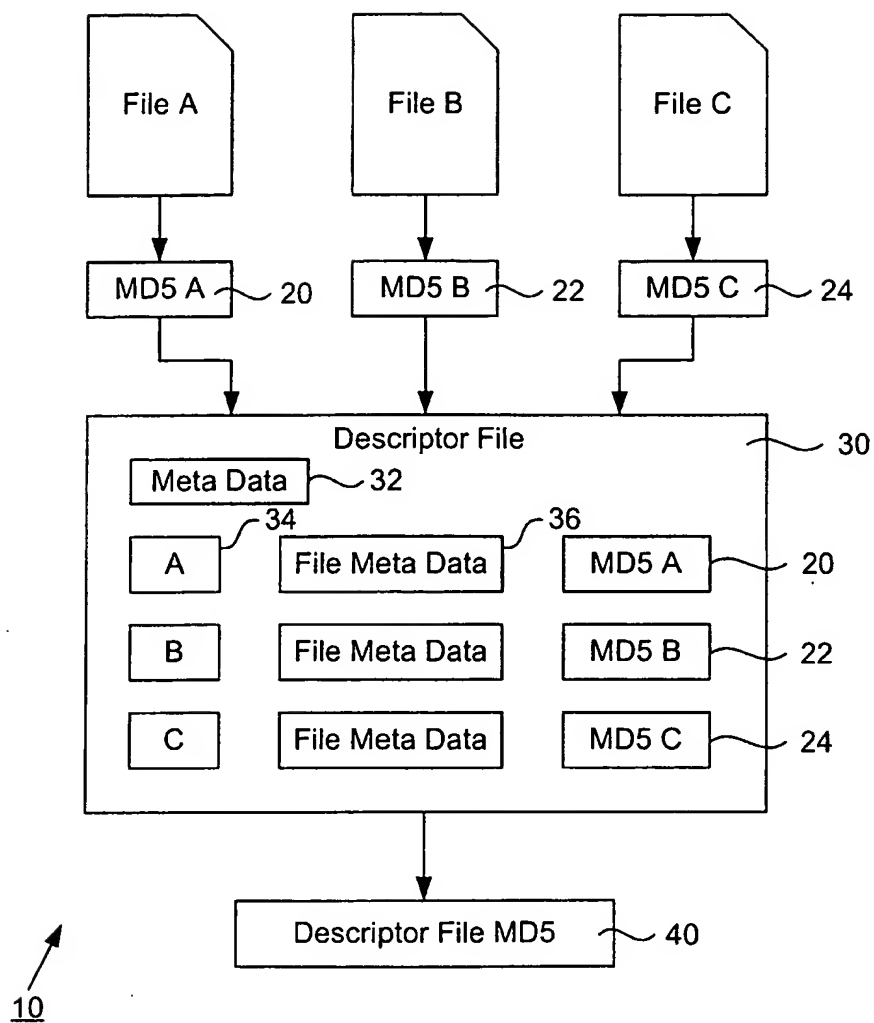 File A
File B
File C
MD5 A
20
MD5 B
22
MD5 C
24
Descriptor File
30
Meta Data
32
34
36
A
File Meta Data
MD5 A
20
B
File Meta Data
MD5 B
22
C
File Meta Data
MD5 C
24
Descriptor File MD5
40
10